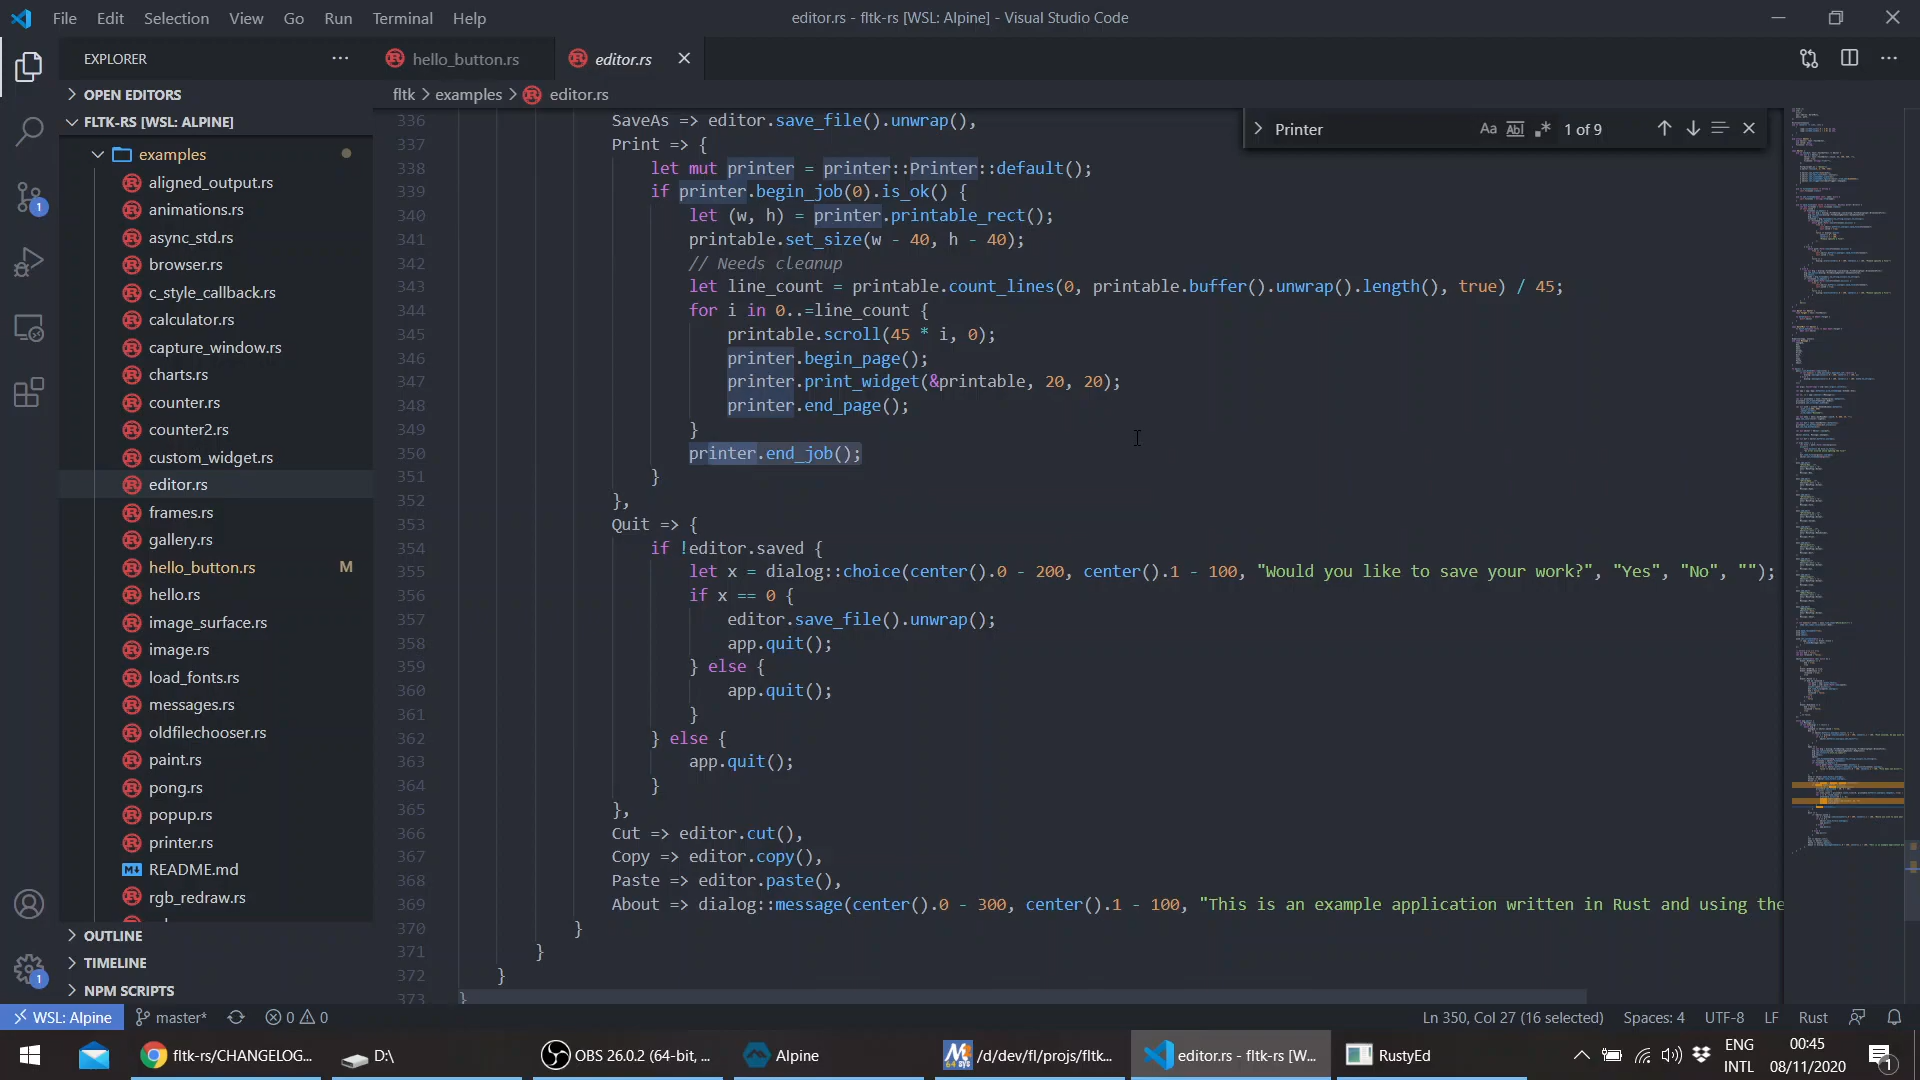 File Edit Selection View Go Run Terminal Help
editor.rs - fltk-rs [WSL: Alpine] - Visual Studio Code
EXPLORER
hello_button.rs
editor.rs
OPEN EDITORS
FLTK-RS [WSL: ALPINE]
examples
aligned_output.rs
animations.rs
async_std.rs
browser.rs
c_style_callback.rs
calculator.rs
capture_window.rs
charts.rs
counter.rs
counter2.rs
custom_widget.rs
editor.rs
frames.rs
gallery.rs
hello_button.rs M
hello.rs
image_surface.rs
image.rs
load_fonts.rs
messages.rs
oldfilechooser.rs
paint.rs
pong.rs
popup.rs
printer.rs
README.md
rgb_redraw.rs
OUTLINE
TIMELINE
NPM SCRIPTS
1
1
fltk > examples > editor.rs
Printer Aa Abl 1 of 9
336 SaveAs => editor.save_file().unwrap(),
337 Print => {
338 let mut printer = printer::Printer::default();
339 if printer.begin_job(0).is_ok() {
340 let (w, h) = printer.printable_rect();
341 printable.set_size(w - 40, h - 40);
342 // Needs cleanup
343 let line_count = printable.count_lines(0, printable.buffer().unwrap().length(), true) / 45;
344 for i in 0..=line_count {
345 printable.scroll(45 * i, 0);
346 printer.begin_page();
347 printer.print_widget(&printable, 20, 20);
348 printer.end_page();
349 }
350 printer.end_job();
351 }
352 },
353 Quit => {
354 if !editor.saved {
355 let x = dialog::choice(center().0 - 200, center().1 - 100, "Would you like to save your work?", "Yes", "No", "");
356 if x == 0 {
357 editor.save_file().unwrap();
358 app.quit();
359 } else {
360 app.quit();
361 }
362 } else {
363 app.quit();
364 }
365 },
366 Cut => editor.cut(),
367 Copy => editor.copy(),
368 Paste => editor.paste(),
369 About => dialog::message(center().0 - 300, center().1 - 100, "This is an example application written in Rust and using the
370 }
371 }
372 }
373 }
WSL: Alpine master* 0 0
Ln 350, Col 27 (16 selected) Spaces: 4 UTF-8 LF Rust
fltk-rs/CHANGELOG... D:\ OBS 26.0.2 (64-bit, ... Alpine /d/dev/fl/projs/fltk... editor.rs - fltk-rs [W... RustyEd
ENG
INTL
00:45
08/11/2020
1